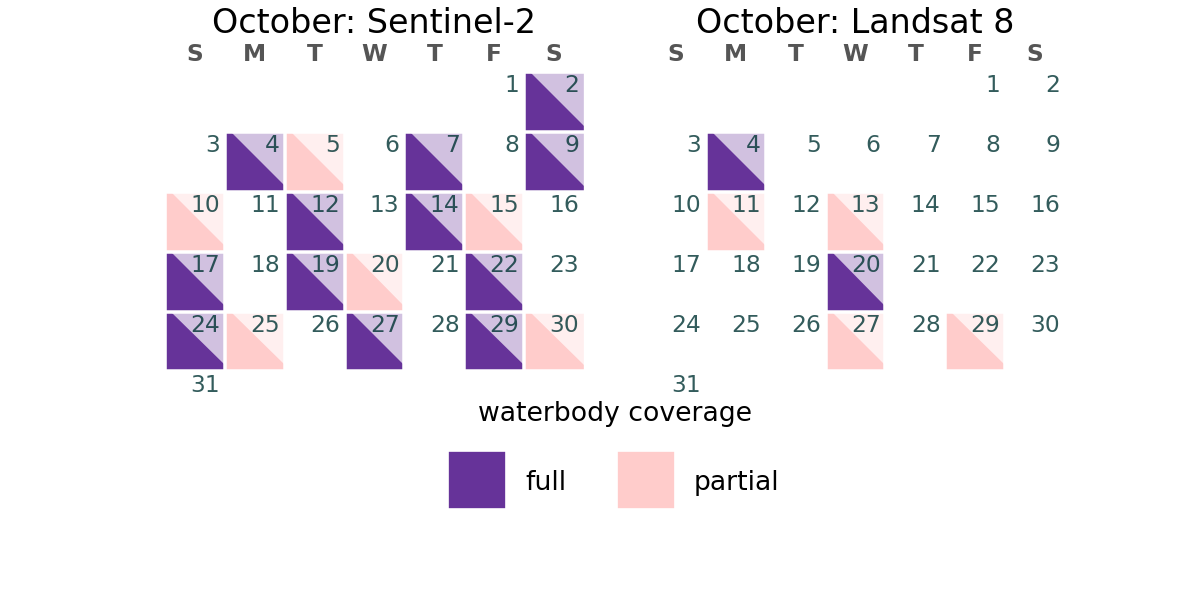 October: Sentinel-2
S M T W T F S
1 2
3 4 5 6 7 8 9
10 11 12 13 14 15 16
17 18 19 20 21 22 23
24 25 26 27 28 29 30
31
October: Landsat 8
S M T W T F S
1 2
3 4 5 6 7 8 9
10 11 12 13 14 15 16
17 18 19 20 21 22 23
24 25 26 27 28 29 30
31
waterbody coverage
full partial